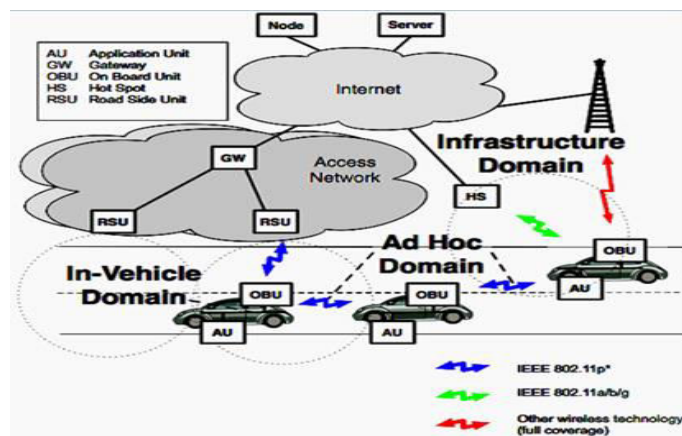 Node
Server
AU Application Unit
GW Gateway
OBU On Board Unit
HS Hot Spot
RSU Road Side Unit
Internet
Infrastructure
Domain
GW
Access
Network
HS
RSU
RSU
Ad Hoc
Domain
OBU
In-Vehicle
Domain
OBU
OBU
AU
AU
AU
IEEE 802.11p*
IEEE 802.11a/b/g
Other wireless technology
(full coverage)